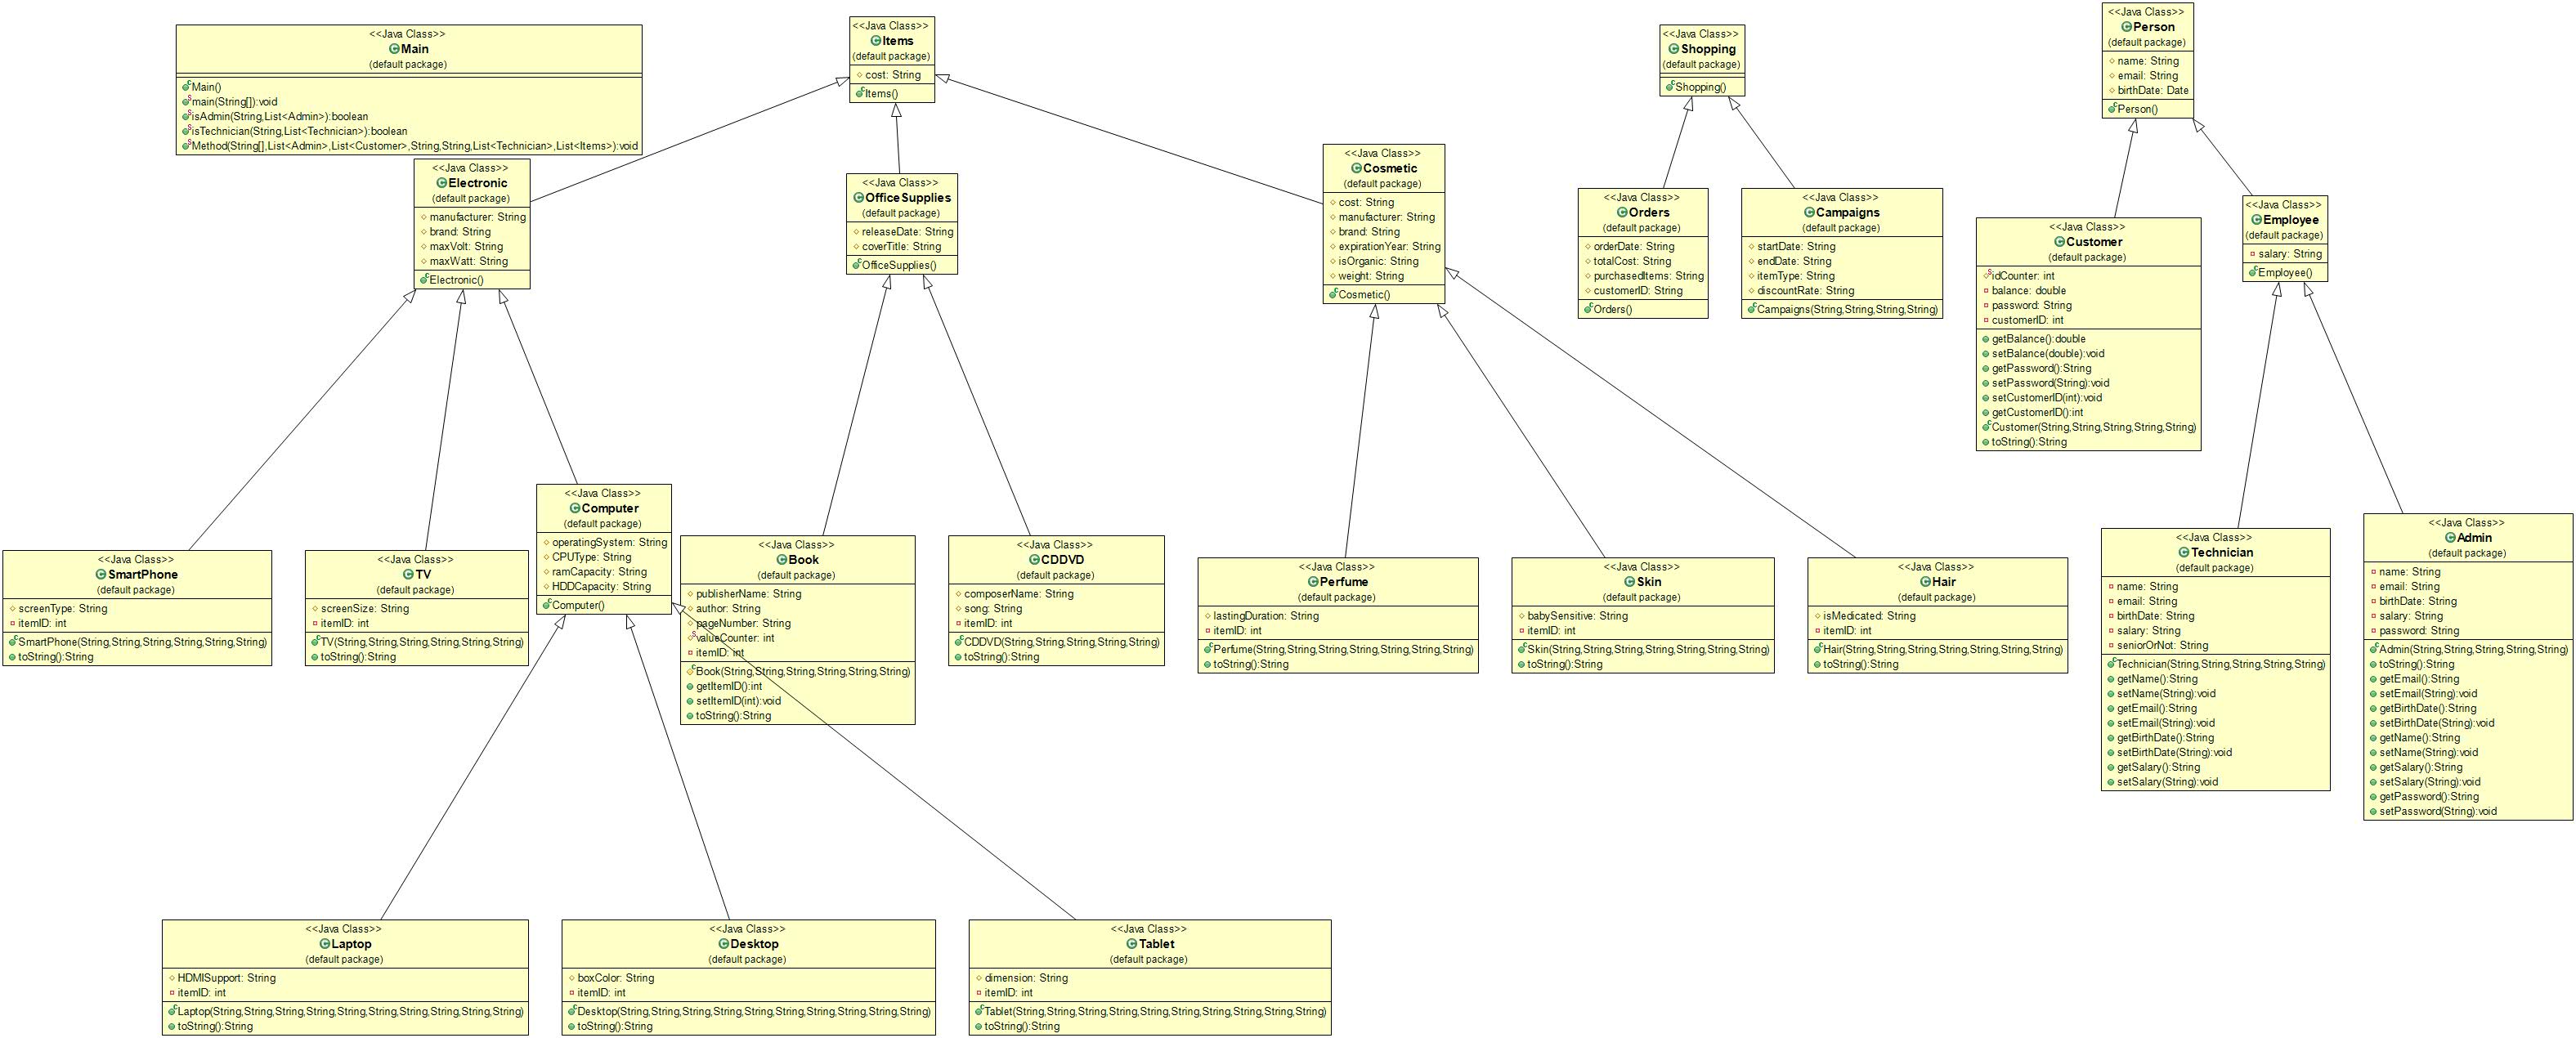 <<Java Class>>
Main
(default package)
Main()
main(String[]):void
isAdmin(String,List<Admin>):boolean
isTechnician(String,List<Technician>):boolean
Method(String[],List<Admin>,List<Customer>,String,String,List<Technician>,List<Items>):void
<<Java Class>>
Items
(default package)
cost: String
Items()
<<Java Class>>
Shopping
(default package)
Shopping()
<<Java Class>>
Person
(default package)
name: String
email: String
birthDate: Date
Person()
<<Java Class>>
Electronic
(default package)
manufacturer: String
brand: String
maxVolt: String
maxWatt: String
Electronic()
<<Java Class>>
OfficeSupplies
(default package)
releaseDate: String
coverTitle: String
OfficeSupplies()
<<Java Class>>
Cosmetic
(default package)
cost: String
manufacturer: String
brand: String
expirationYear: String
isOrganic: String
weight: String
Cosmetic()
<<Java Class>>
Orders
(default package)
orderDate: String
totalCost: String
purchasedItems: String
customerID: String
Orders()
<<Java Class>>
Campaigns
(default package)
startDate: String
endDate: String
itemType: String
discountRate: String
Campaigns(String,String,String,String)
<<Java Class>>
Customer
(default package)
idCounter: int
balance: double
password: String
customerID: int
getBalance():double
setBalance(double):void
getPassword():String
setPassword(String):void
setCustomerID(int):void
getCustomerID():int
Customer(String,String,String,String,String)
toString():String
<<Java Class>>
Employee
(default package)
salary: String
Employee()
<<Java Class>>
SmartPhone
(default package)
screenType: String
itemID: int
SmartPhone(String,String,String,String,String,String)
toString():String
<<Java Class>>
TV
(default package)
screenSize: String
itemID: int
TV(String,String,String,String,String,String)
toString():String
<<Java Class>>
Computer
(default package)
operatingSystem: String
CPUType: String
ramCapacity: String
HDDCapacity: String
Computer()
<<Java Class>>
Book
(default package)
publisherName: String
author: String
pageNumber: String
valueCounter: int
itemID: int
Book(String,String,String,String,String,String)
getItemID():int
setItemID(int):void
toString():String
<<Java Class>>
CDDVD
(default package)
composerName: String
song: String
itemID: int
CDDVD(String,String,String,String,String)
toString():String
<<Java Class>>
Perfume
(default package)
lastingDuration: String
itemID: int
Perfume(String,String,String,String,String,String,String)
toString():String
<<Java Class>>
Skin
(default package)
babySensitive: String
itemID: int
Skin(String,String,String,String,String,String,String)
toString():String
<<Java Class>>
Hair
(default package)
isMedicated: String
itemID: int
Hair(String,String,String,String,String,String,String)
toString():String
<<Java Class>>
Technician
(default package)
name: String
email: String
birthDate: String
salary: String
seniorOrNot: String
Technician(String,String,String,String,String)
getName():String
setName(String):void
getEmail():String
setEmail(String):void
getBirthDate():String
setBirthDate(String):void
getSalary():String
setSalary(String):void
<<Java Class>>
Admin
(default package)
name: String
email: String
birthDate: String
salary: String
password: String
Admin(String,String,String,String,String)
toString():String
getEmail():String
setEmail(String):void
getBirthDate():String
setBirthDate(String):void
getName():String
setName(String):void
getSalary():String
setSalary(String):void
getPassword():String
setPassword(String):void
<<Java Class>>
Laptop
(default package)
HDMISupport: String
itemID: int
Laptop(String,String,String,String,String,String,String,String,String,String)
toString():String
<<Java Class>>
Desktop
(default package)
boxColor: String
itemID: int
Desktop(String,String,String,String,String,String,String,String,String,String)
toString():String
<<Java Class>>
Tablet
(default package)
dimension: String
itemID: int
Tablet(String,String,String,String,String,String,String,String,String,String)
toString():String